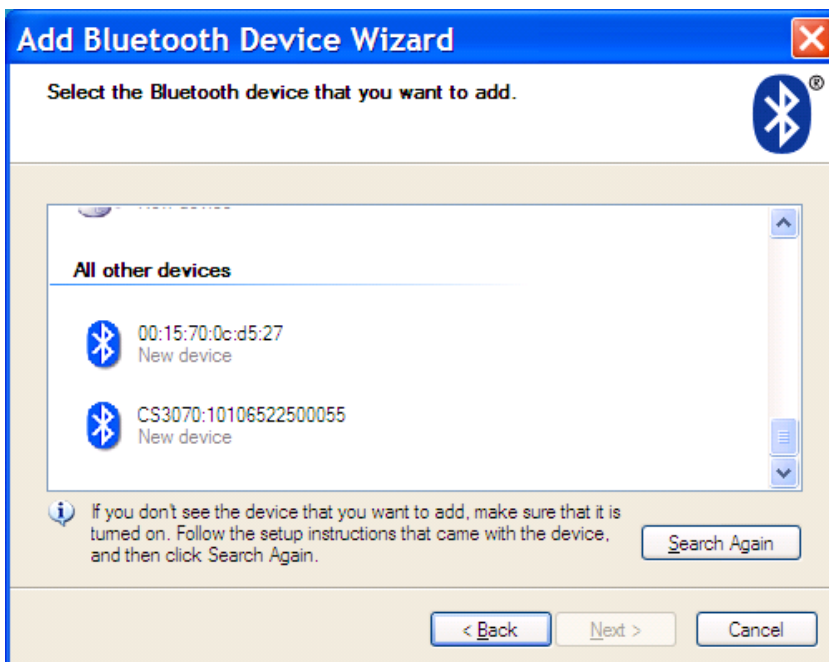 Add Bluetooth Device Wizard
Select the Bluetooth device that you want to add.
®
All other devices
00:15:70:0c:d5:27
New device
CS3070:10106522500055
New device
If you don't see the device that you want to add, make sure that it is
turned on. Follow the setup instructions that came with the device,
and then click Search Again.
Search Again
< Back
Next >
Cancel